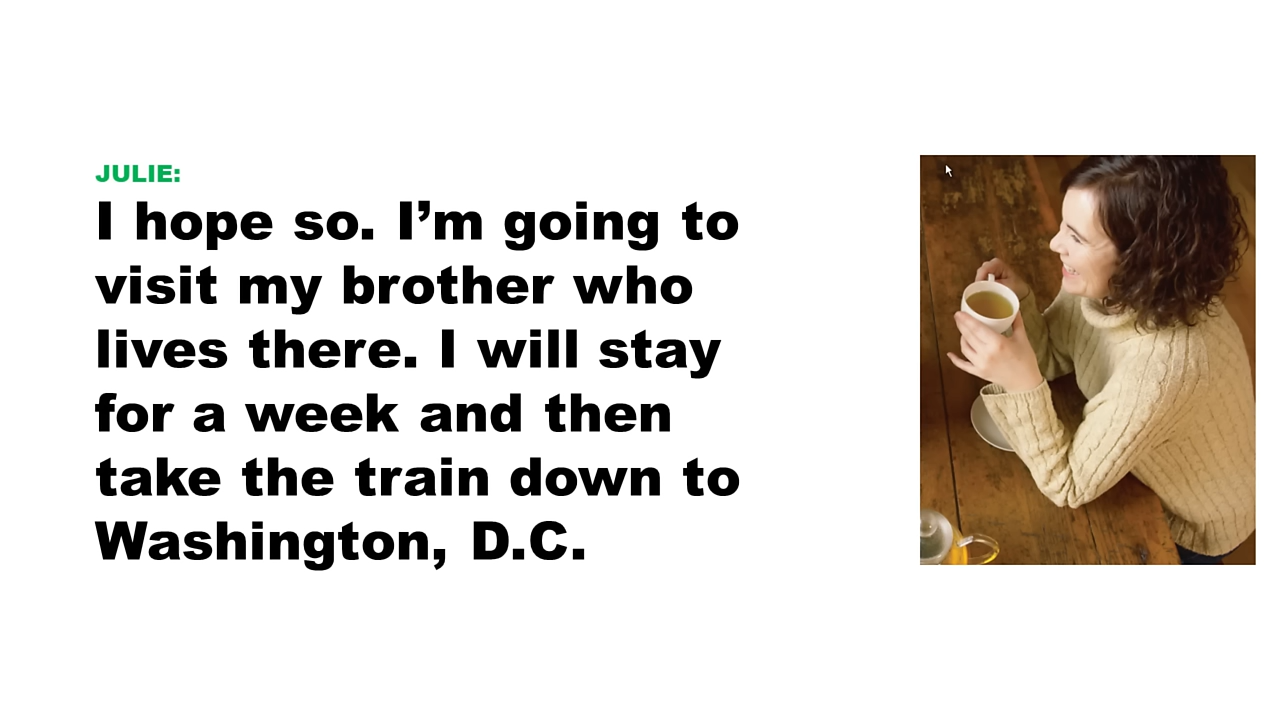 JULIE:
I hope so. I’m going to
visit my brother who
lives there. I will stay
for a week and then
take the train down to
Washington, D.C.